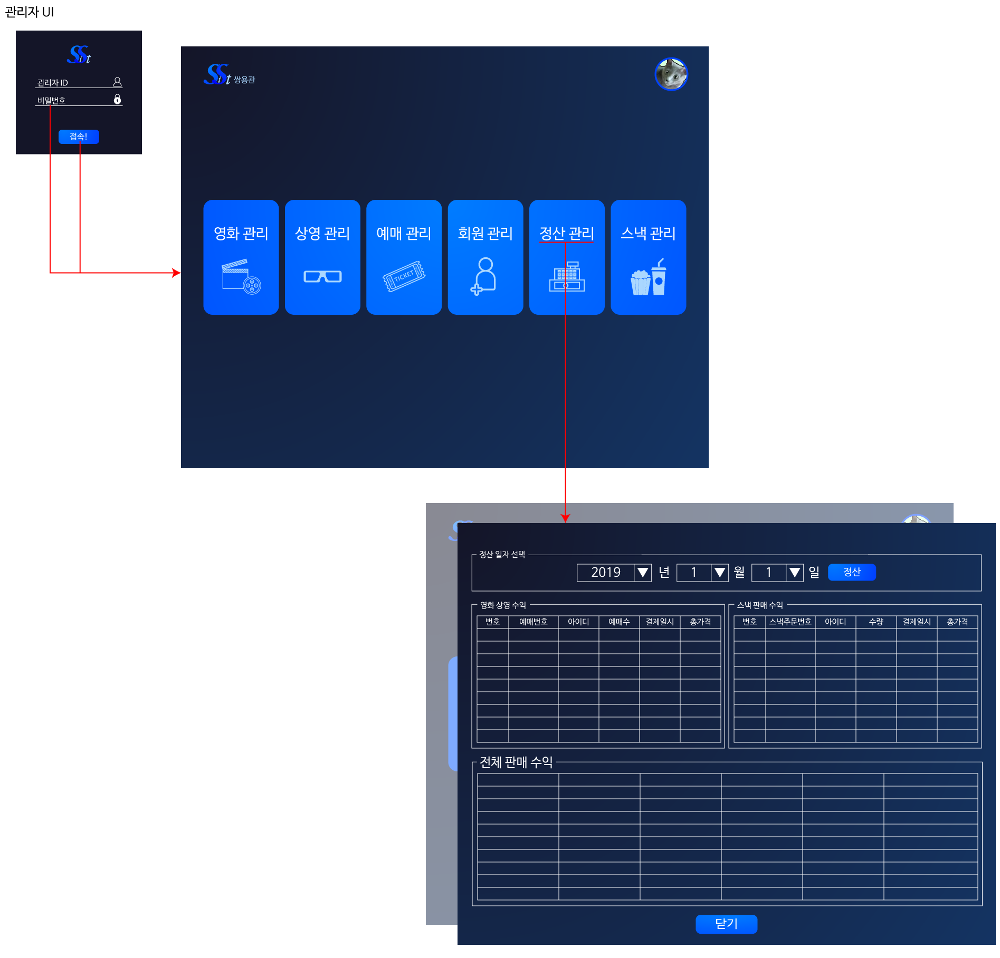 관리자 UI
SSist
관리자 ID
비밀번호
접속!
SSist 쌍용관
영화 관리
상영 관리
예매 관리
회원 관리
정산 관리
스낵 관리
TICKET
정산 일자 선택
2019 년 1 월 1 일 정산
영화 상영 수익
번호 예매번호 아이디 예매수 결제일시 총가격
스낵 판매 수익
번호 스낵주문번호 아이디 수량 결제일시 총가격
전체 판매 수익
닫기